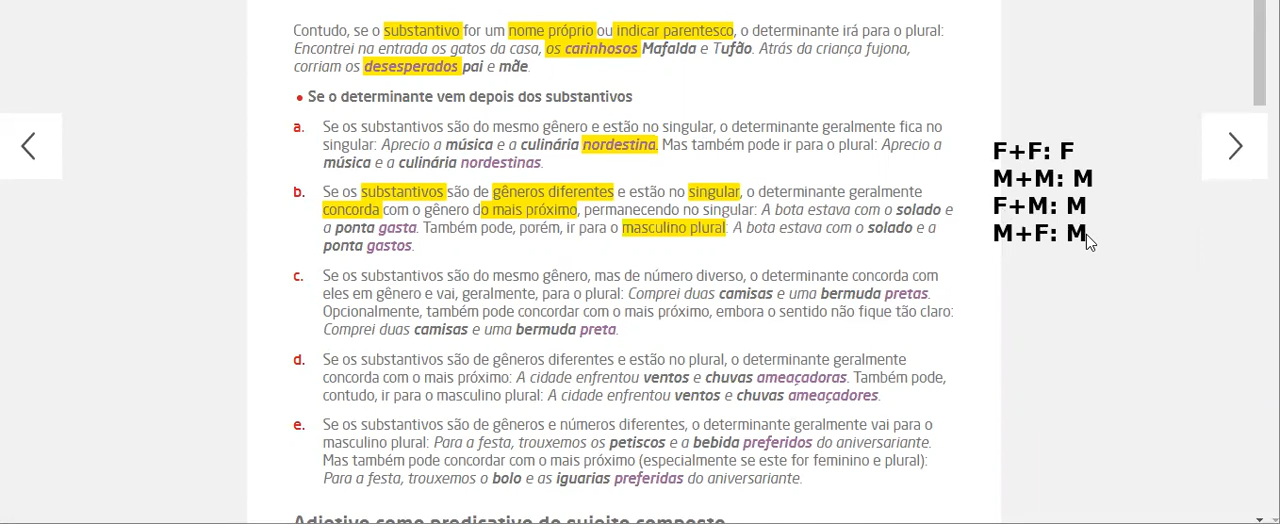 Contudo, se o substantivo for um nome próprio ou indicar parentesco, o determinante irá para o plural:
Encontrei na entrada os gatos da casa, os carinhosos Mafalda e Tufão. Atrás da criança fujona,
corriam os desesperados pai e mãe.
• Se o determinante vem depois dos substantivos
a. Se os substantivos são do mesmo gênero e estão no singular, o determinante geralmente fica no
singular: Aprecio a música e a culinária nordestina. Mas também pode ir para o plural: Aprecio a
música e a culinária nordestinas.
b. Se os substantivos são de gêneros diferentes e estão no singular, o determinante geralmente
concorda com o gênero do mais próximo, permanecendo no singular: A bota estava com o solado e
a ponta gasta. Também pode, porém, ir para o masculino plural: A bota estava com o solado e a
ponta gastos.
c. Se os substantivos são do mesmo gênero, mas de número diverso, o determinante concorda com
eles em gênero e vai, geralmente, para o plural: Comprei duas camisas e uma bermuda pretas.
Opcionalmente, também pode concordar com o mais próximo, embora o sentido não fique tão claro:
Comprei duas camisas e uma bermuda preta.
d. Se os substantivos são de gêneros diferentes e estão no plural, o determinante geralmente
concorda com o mais próximo: A cidade enfrentou ventos e chuvas ameaçadoras. Também pode,
contudo, ir para o masculino plural: A cidade enfrentou ventos e chuvas ameaçadores.
e. Se os substantivos são de gêneros e números diferentes, o determinante geralmente vai para o
masculino plural: Para a festa, trouxemos os petiscos e a bebida preferidos do aniversariante.
Mas também pode concordar com o mais próximo (especialmente se este for feminino e plural):
Para a festa, trouxemos o bolo e as iguarias preferidas do aniversariante.
Adjetivo como predicativo de sujeito composto
F+F: F
M+M: M
F+M: M
M+F: M